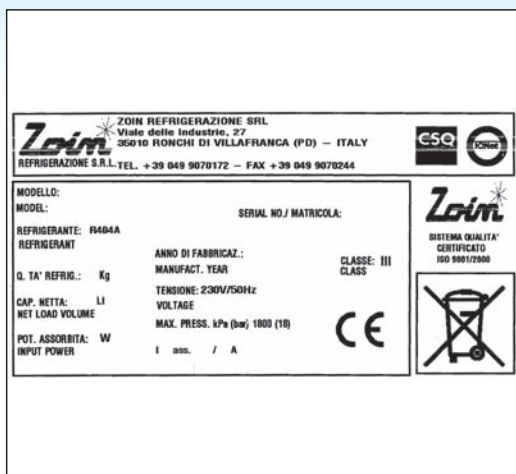 Zoin
REFRIGERAZIONE S.R.L.
ZOIN REFRIGERAZIONE SRL
Viale delle Industrie, 27
35010 RONCHI DI VILLAFRANCA (PD) – ITALY
TEL. +39 049 9070172 – FAX +39 049 9070244
CSQ
IQNet
MODELLO:
MODEL:
SERIAL NO./ MATRICOLA:
REFRIGERANTE: R404A
REFRIGERANT
ANNO DI FABBRICAZ.:
MANUFACT. YEAR
CLASSE: III
CLASS
Q. TA' REFRIG.: Kg
TENSIONE: 230V/50Hz
VOLTAGE
CAP. NETTA: Lt
NET LOAD VOLUME
MAX. PRESS. kPa (bar) 1800 (18)
POT. ASSORBITA: W
INPUT POWER
I ass. / A
CE
Zoin
SISTEMA QUALITA'
CERTIFICATO
ISO 9001/2000